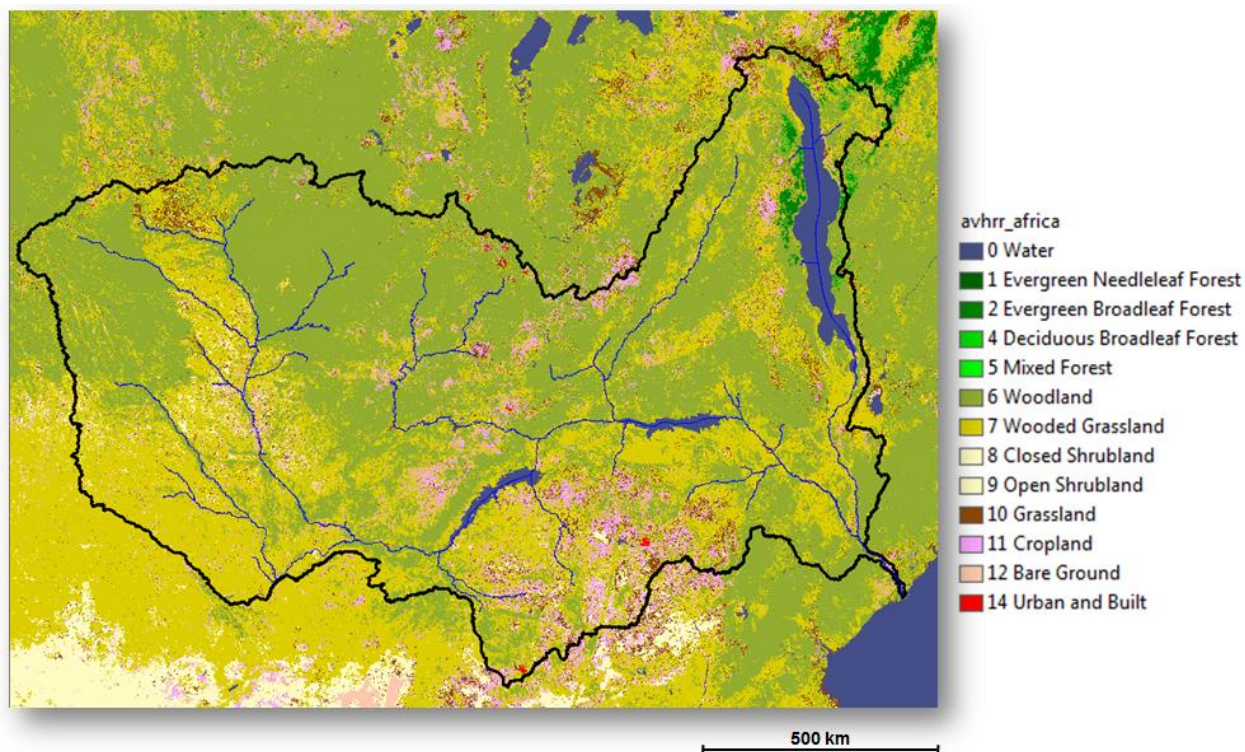 avhrr_africa
0 Water
1 Evergreen Needleleaf Forest
2 Evergreen Broadleaf Forest
4 Deciduous Broadleaf Forest
5 Mixed Forest
6 Woodland
7 Wooded Grassland
8 Closed Shrubland
9 Open Shrubland
10 Grassland
11 Cropland
12 Bare Ground
14 Urban and Built
500 km